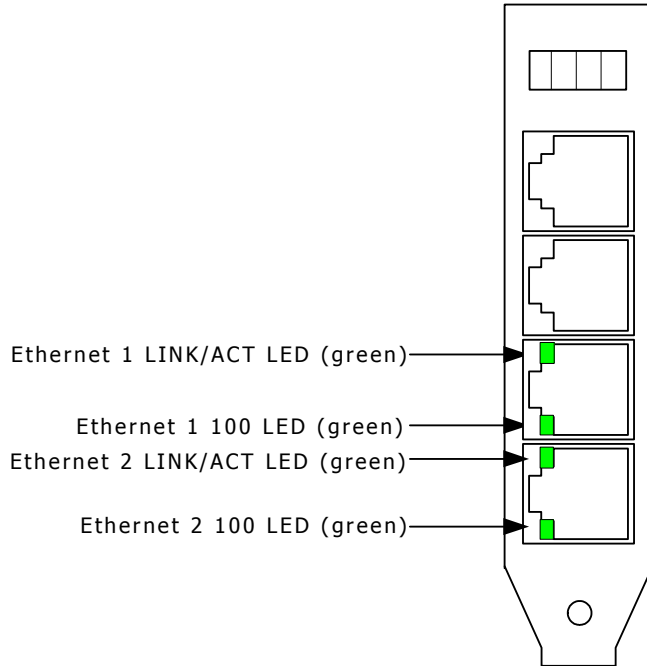 Ethernet 1 LINK/ACT LED (green)
Ethernet 1 100 LED (green)
Ethernet 2 LINK/ACT LED (green)
Ethernet 2 100 LED (green)